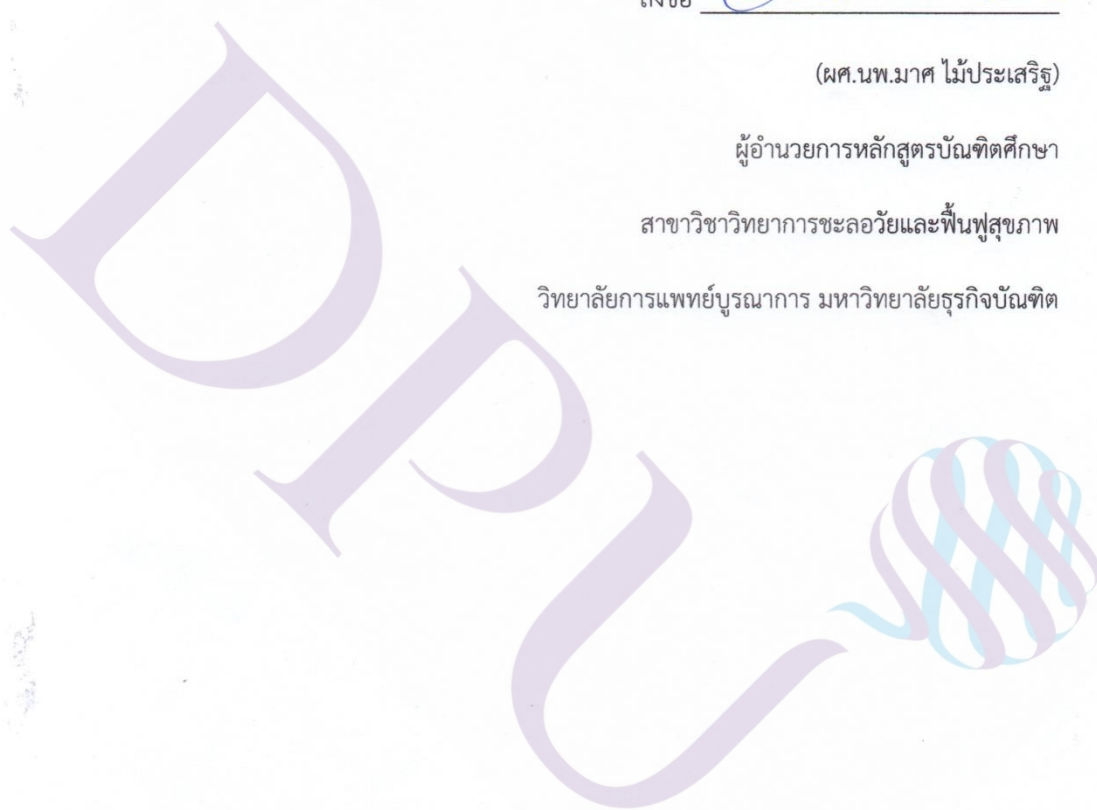 ลงชื่อ
(ผศ.นพ.มาศ ไม้ประเสริฐ)
ผู้อำนวยการหลักสูตรบัณฑิตศึกษา
สาขาวิชาวิทยาการชะลอวัยและฟื้นฟูสุขภาพ
วิทยาลัยการแพทย์บูรณาการ มหาวิทยาลัยธุรกิจบัณฑิต
DPU